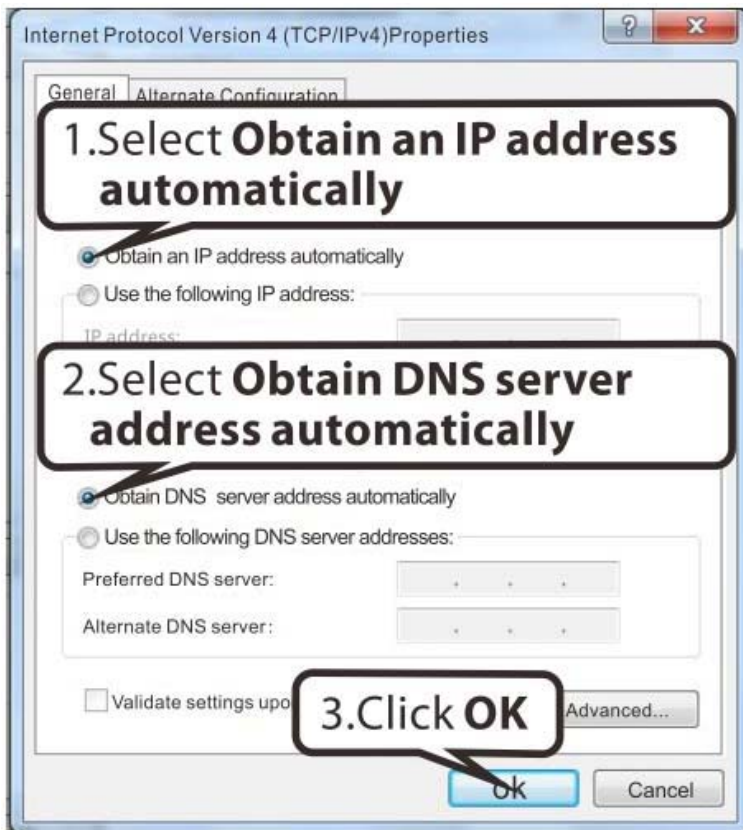 Internet Protocol Version 4 (TCP/IPv4)Properties
?
General Alternate Configuration
1.Select Obtain an IP address
automatically
Obtain an IP address automatically
Use the following IP address:
IP address:
2.Select Obtain DNS server
address automatically
Obtain DNS server address automatically
Use the following DNS server addresses:
Preferred DNS server:
Alternate DNS server:
Validate settings upo
3.Click OK
Advanced...
ok Cancel